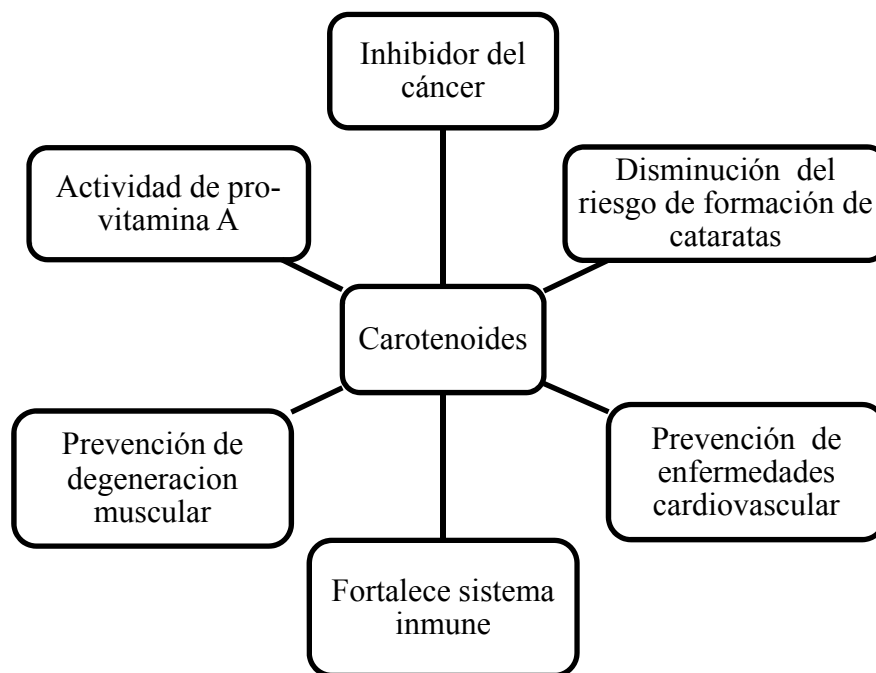 Inhibidor del
cáncer
Actividad de pro-
vitamina A
Disminución  del
riesgo de formación de
cataratas
Carotenoides
Prevención de
degeneracion
muscular
Prevención  de
enfermedades
cardiovascular
Fortalece sistema
inmune